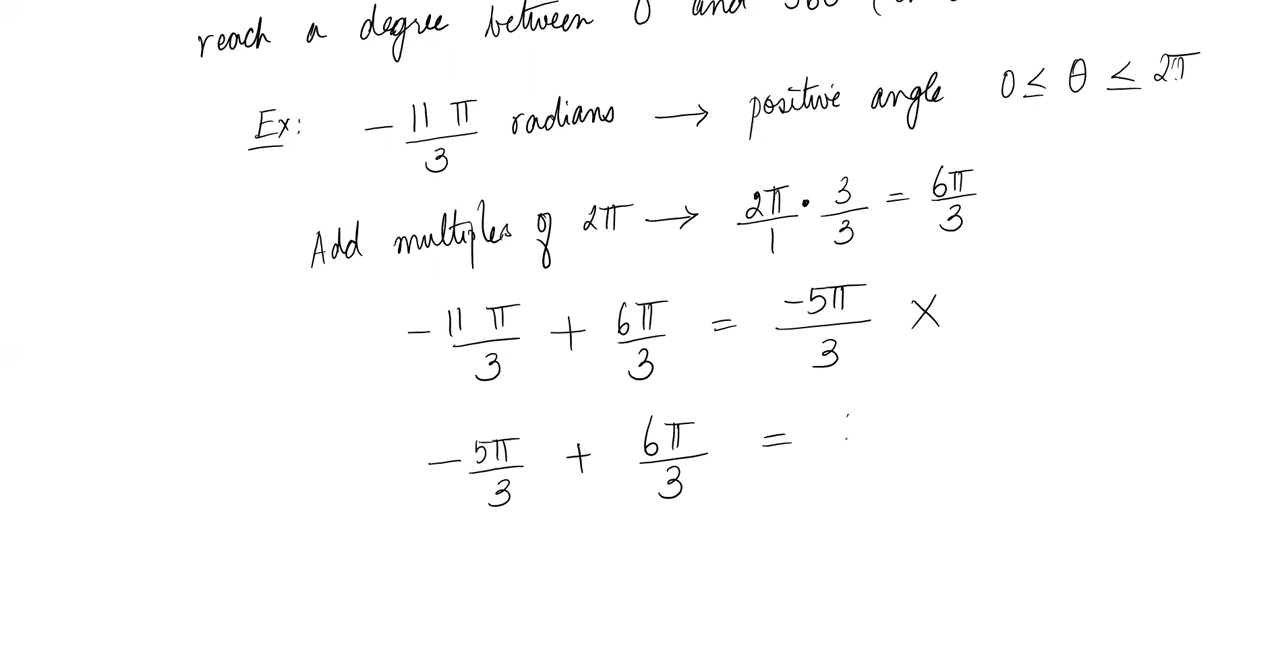 reach a degree between 0 and
Ex: -11π/3 radians → positive angle 0 ≤ θ ≤ 2π
Add multiples of 2π → 2π/1 · 3/3 = 6π/3
-11π/3 + 6π/3 = -5π/3 X
-5π/3 + 6π/3 =